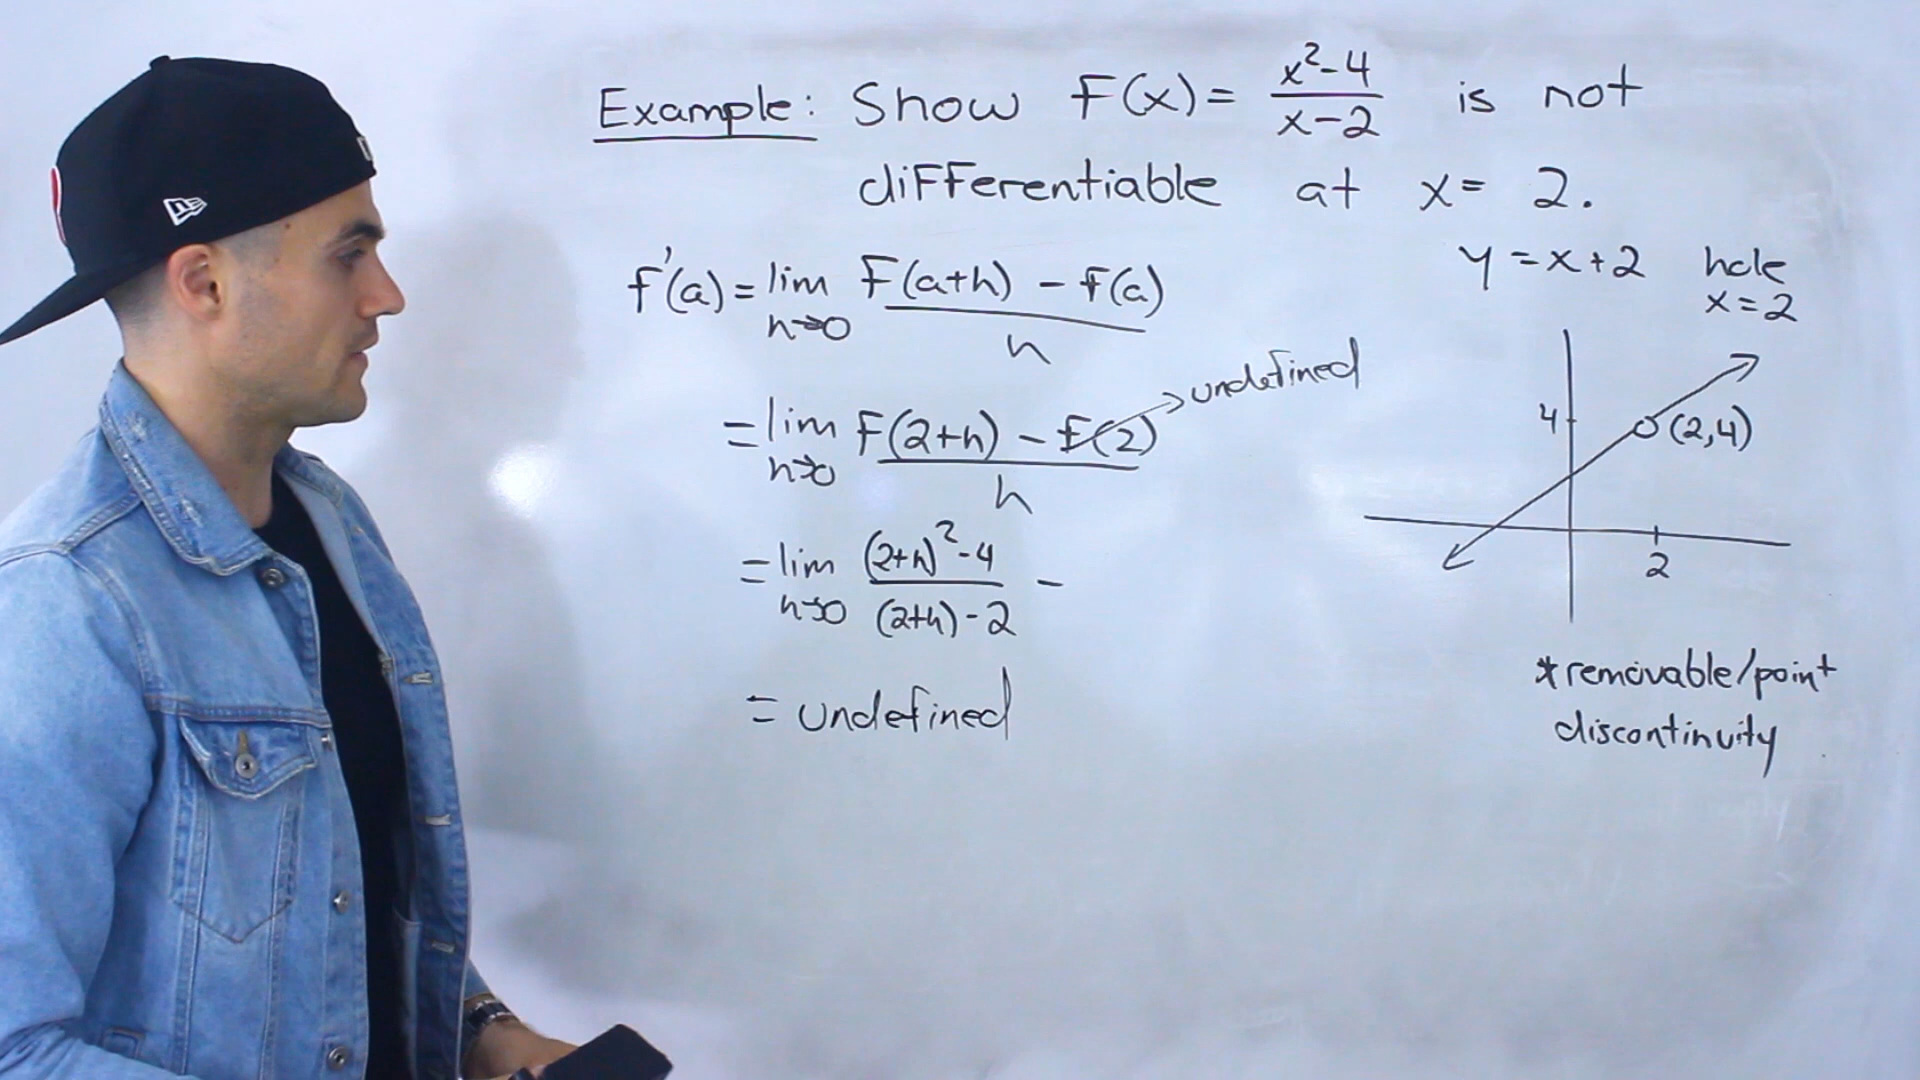 Example: Show F(x) = x²-4 / x-2 is not
differentiable at x = 2.
f'(a) = lim h→0 F(a+h) - f(a) / h
= lim h→0 F(2+h) - F(2) / h → undefined
= lim h→0 (2+h)²-4 / (2+h)-2 -
= undefined
y = x+2 hole
x=2
4
(2,4)
2
*removable/point
discontinuity